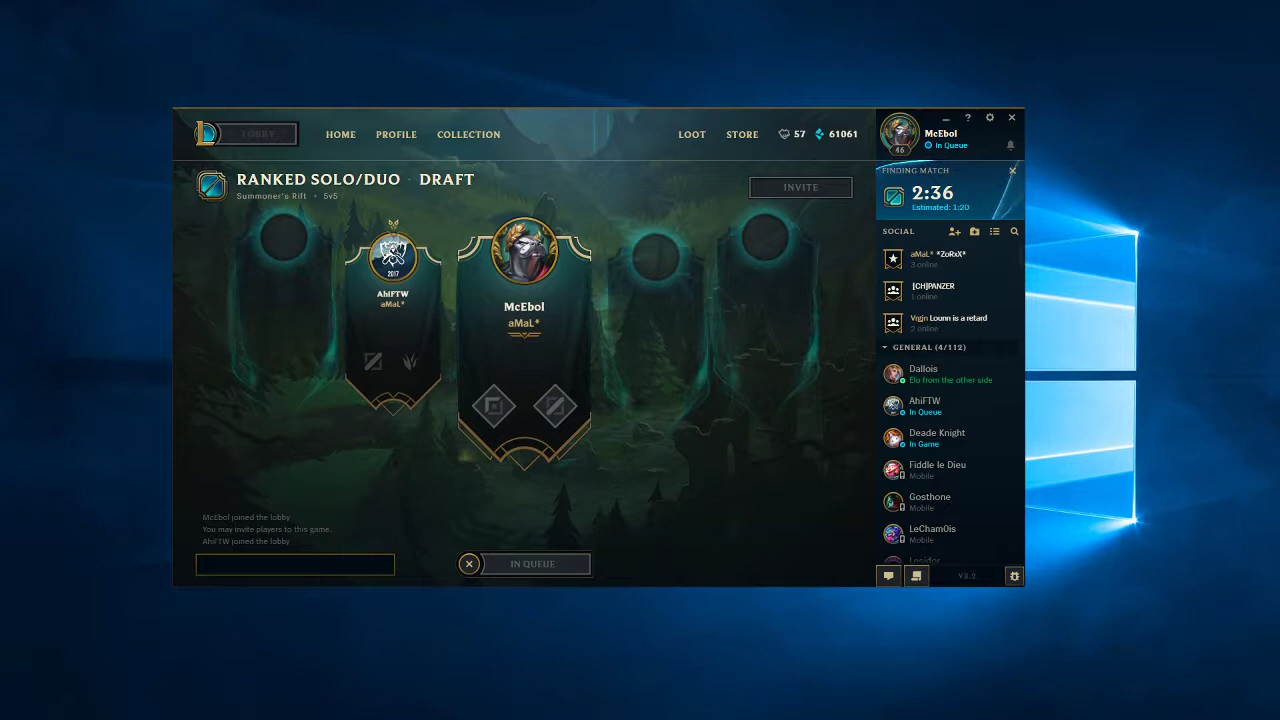 LOBBY
HOME
PROFILE
COLLECTION
LOOT
STORE
57
61061
46
McEbol
In Queue
RANKED SOLO/DUO · DRAFT
Summoner's Rift · 5v5
INVITE
FINDING MATCH
2:36
Estimated: 1:20
SOCIAL
aMaL* *ZoRxX*
3 online
[CH]PANZER
1 online
Vrgjn Lounn is a retard
2 online
GENERAL (4/112)
Dallois
Elo from the other side
AhiFTW
In Queue
Deade Knight
In Game
Fiddle le Dieu
Mobile
Gosthone
Mobile
LeCham0is
Mobile
2017
AhiFTW
aMaL*
McEbol
aMaL*
McEbol joined the lobby
You may invite players to this game.
AhiFTW joined the lobby
IN QUEUE
V8.2